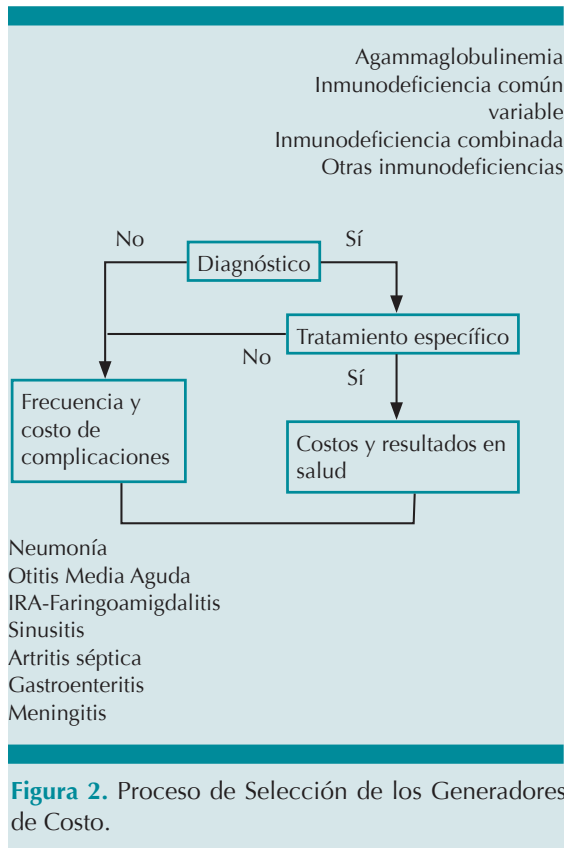 Agammaglobulinemia
Inmunodeficiencia común
variable
Inmunodeficiencia combinada
Otras inmunodeficiencias
No
Sí
Diagnóstico
Tratamiento específico
No
Sí
Frecuencia y
costo de
complicaciones
Costos y resultados en
salud
Neumonía
Otitis Media Aguda
IRA-Faringoamigdalitis
Sinusitis
Artritis séptica
Gastroenteritis
Meningitis
Figura 2. Proceso de Selección de los Generadores
de Costo.